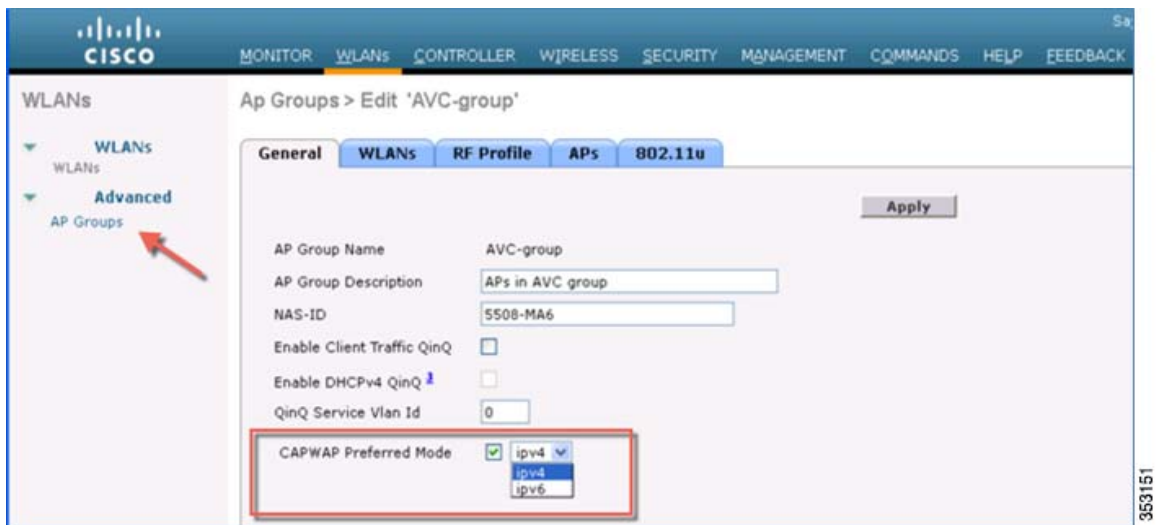 Sa
CISCO
MONITOR WLANs CONTROLLER WIRELESS SECURITY MANAGEMENT COMMANDS HELP FEEDBACK
WLANs
Ap Groups > Edit 'AVC-group'
WLANs
WLANs
Advanced
AP Groups
General WLANs RF Profile APs 802.11u
Apply
AP Group Name AVC-group
AP Group Description APs in AVC group
NAS-ID 5508-MA6
Enable Client Traffic QinQ
Enable DHCPv4 QinQ 3
QinQ Service Vlan Id 0
CAPWAP Preferred Mode ipv4
ipv4
ipv6
353151